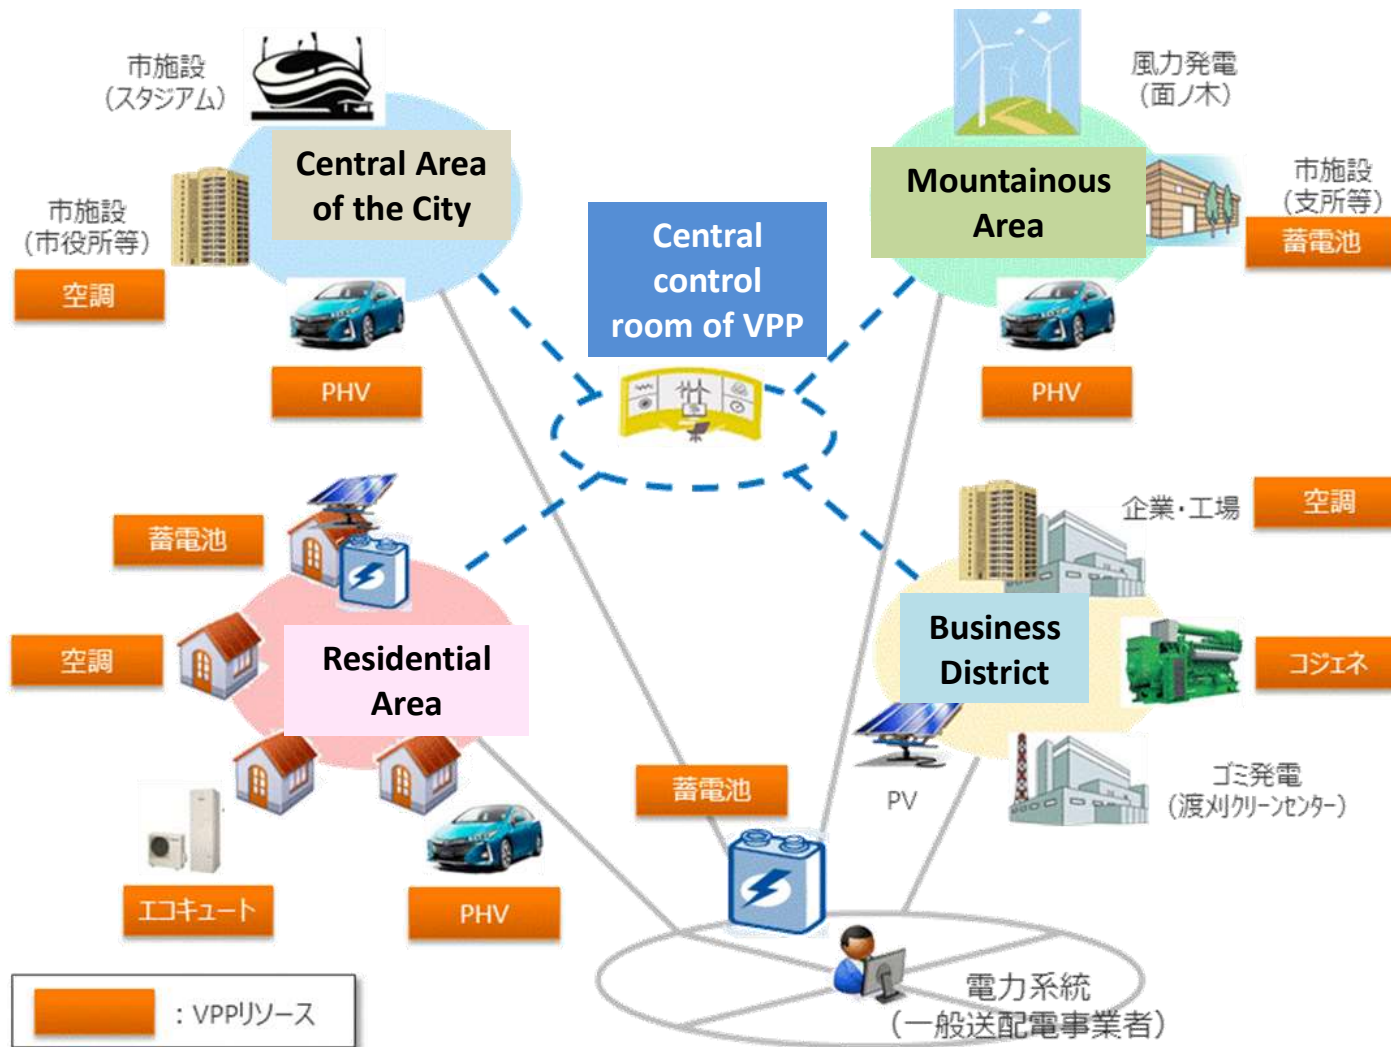 市施設
(スタジアム)
風力発電
(面ノ木)
Central Area
of the City
Mountainous
Area
市施設
(市役所等)
市施設
(支所等)
空調
蓄電池
Central
control
room of VPP
PHV
PHV
蓄電池
企業・工場
空調
空調
Residential
Area
Business
District
コジェネ
蓄電池
PV
ゴミ発電
(渡刈クリーンセンター)
エコキュート
PHV
電力系統
(一般送配電事業者)
：VPPリソース